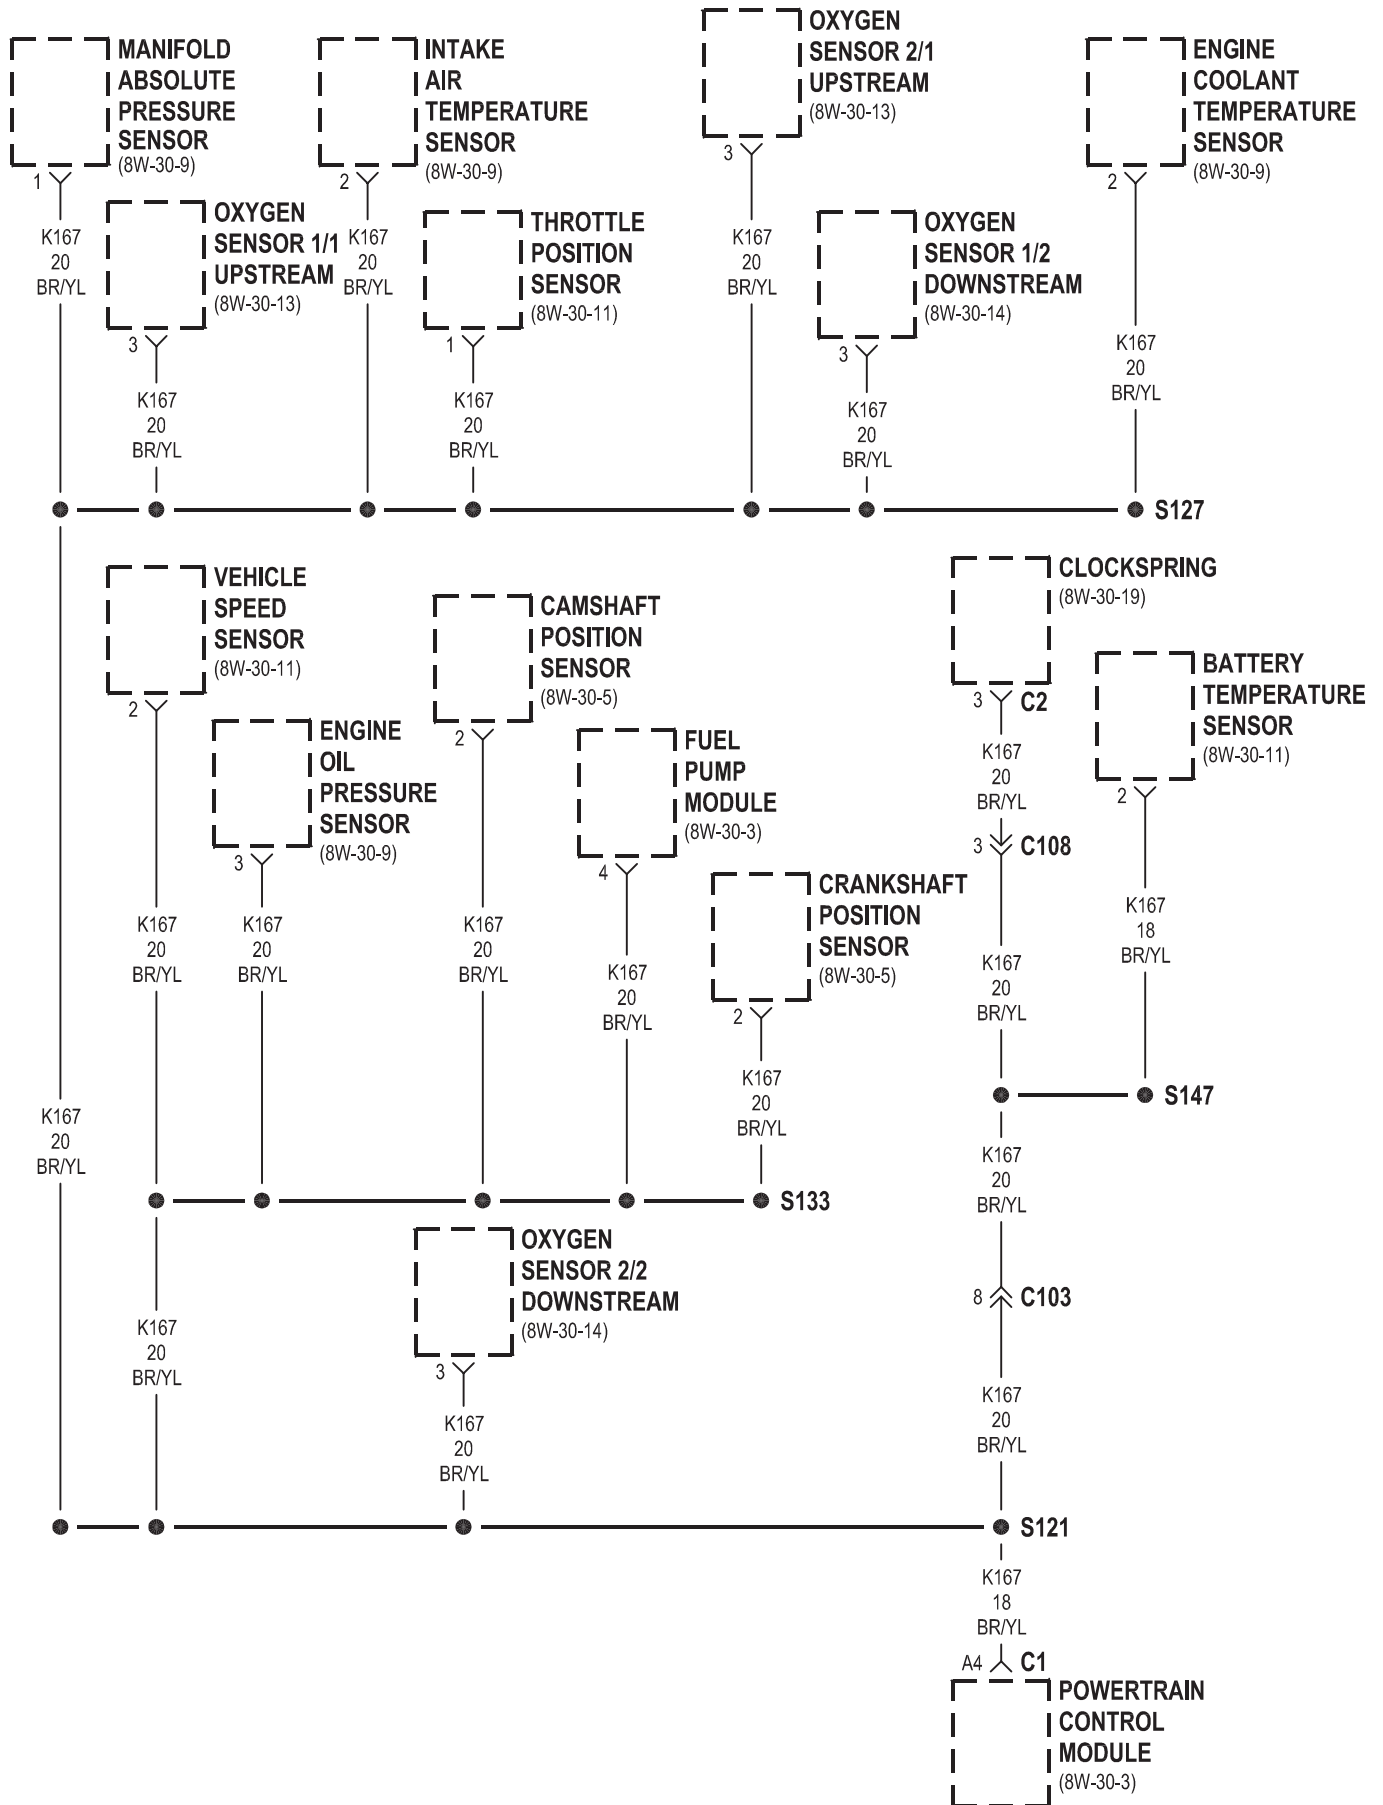 MANIFOLD
ABSOLUTE
PRESSURE
SENSOR
(8W-30-9)
1
K167
20
BR/YL
INTAKE
AIR
TEMPERATURE
SENSOR
(8W-30-9)
2
K167
20
BR/YL
OXYGEN
SENSOR 2/1
UPSTREAM
(8W-30-13)
3
K167
20
BR/YL
ENGINE
COOLANT
TEMPERATURE
SENSOR
(8W-30-9)
2
K167
20
BR/YL
OXYGEN
SENSOR 1/1
UPSTREAM
(8W-30-13)
3
K167
20
BR/YL
THROTTLE
POSITION
SENSOR
(8W-30-11)
1
K167
20
BR/YL
OXYGEN
SENSOR 1/2
DOWNSTREAM
(8W-30-14)
3
K167
20
BR/YL
S127
VEHICLE
SPEED
SENSOR
(8W-30-11)
2
K167
20
BR/YL
ENGINE
OIL
PRESSURE
SENSOR
(8W-30-9)
3
K167
20
BR/YL
CAMSHAFT
POSITION
SENSOR
(8W-30-5)
2
K167
20
BR/YL
FUEL
PUMP
MODULE
(8W-30-3)
4
K167
20
BR/YL
CRANKSHAFT
POSITION
SENSOR
(8W-30-5)
2
K167
20
BR/YL
CLOCKSPRING
(8W-30-19)
3 C2
K167
20
BR/YL
3 C108
K167
20
BR/YL
BATTERY
TEMPERATURE
SENSOR
(8W-30-11)
2
K167
18
BR/YL
S147
K167
20
BR/YL
K167
20
BR/YL
S133
OXYGEN
SENSOR 2/2
DOWNSTREAM
(8W-30-14)
3
K167
20
BR/YL
8 C103
K167
20
BR/YL
K167
20
BR/YL
S121
K167
18
BR/YL
A4 C1
POWERTRAIN
CONTROL
MODULE
(8W-30-3)